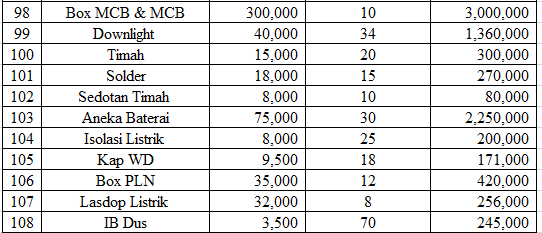 98 Box MCB & MCB 300,000 10 3,000,000
99 Downlight 40,000 34 1,360,000
100 Timah 15,000 20 300,000
101 Solder 18,000 15 270,000
102 Sedotan Timah 8,000 10 80,000
103 Aneka Baterai 75,000 30 2,250,000
104 Isolasi Listrik 8,000 25 200,000
105 Kap WD 9,500 18 171,000
106 Box PLN 35,000 12 420,000
107 Lasdop Listrik 32,000 8 256,000
108 IB Dus 3,500 70 245,000